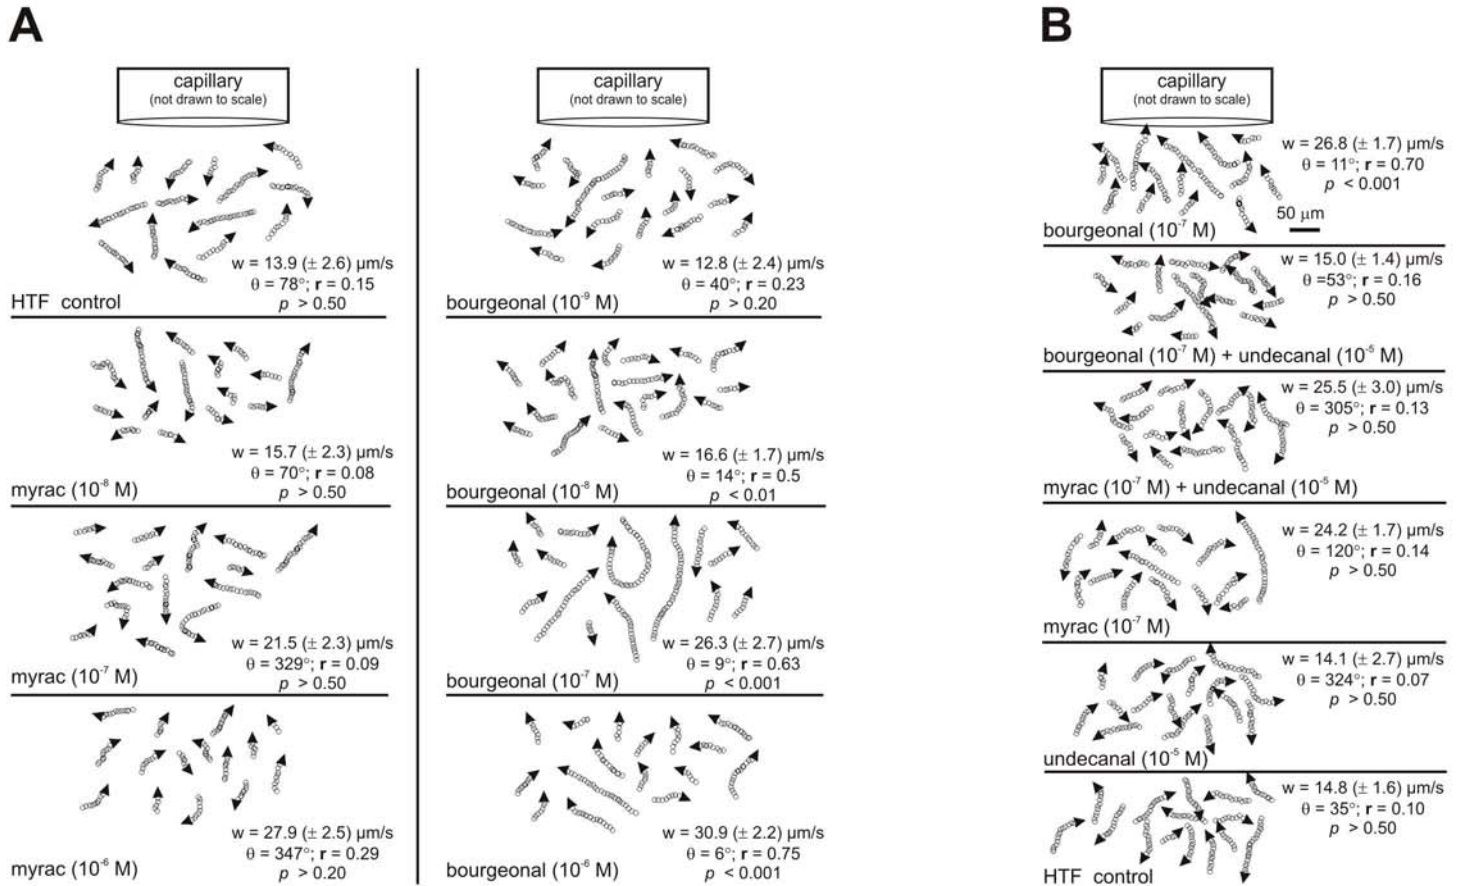 A
capillary
(not drawn to scale)
w = 13.9 (± 2.6) µm/s
θ = 78°; r = 0.15
p > 0.50
HTF control
w = 15.7 (± 2.3) µm/s
θ = 70°; r = 0.08
p > 0.50
myrac (10⁻⁸ M)
w = 21.5 (± 2.3) µm/s
θ = 329°; r = 0.09
p > 0.50
myrac (10⁻⁷ M)
w = 27.9 (± 2.5) µm/s
θ = 347°; r = 0.29
p > 0.20
myrac (10⁻⁶ M)
capillary
(not drawn to scale)
w = 12.8 (± 2.4) µm/s
θ = 40°; r = 0.23
p > 0.20
bourgeonal (10⁻⁹ M)
w = 16.6 (± 1.7) µm/s
θ = 14°; r = 0.5
p < 0.01
bourgeonal (10⁻⁸ M)
w = 26.3 (± 2.7) µm/s
θ = 9°; r = 0.63
p < 0.001
bourgeonal (10⁻⁷ M)
w = 30.9 (± 2.2) µm/s
θ = 6°; r = 0.75
p < 0.001
bourgeonal (10⁻⁶ M)
B
capillary
(not drawn to scale)
w = 26.8 (± 1.7) µm/s
θ = 11°; r = 0.70
p < 0.001
50 µm
bourgeonal (10⁻⁷ M)
w = 15.0 (± 1.4) µm/s
θ =53°; r = 0.16
p > 0.50
bourgeonal (10⁻⁷ M) + undecanal (10⁻⁵ M)
w = 25.5 (± 3.0) µm/s
θ = 305°; r = 0.13
p > 0.50
myrac (10⁻⁷ M) + undecanal (10⁻⁵ M)
w = 24.2 (± 1.7) µm/s
θ = 120°; r = 0.14
p > 0.50
myrac (10⁻⁷ M)
w = 14.1 (± 2.7) µm/s
θ = 324°; r = 0.07
p > 0.50
undecanal (10⁻⁵ M)
w = 14.8 (± 1.6) µm/s
θ = 35°; r = 0.10
p > 0.50
HTF control